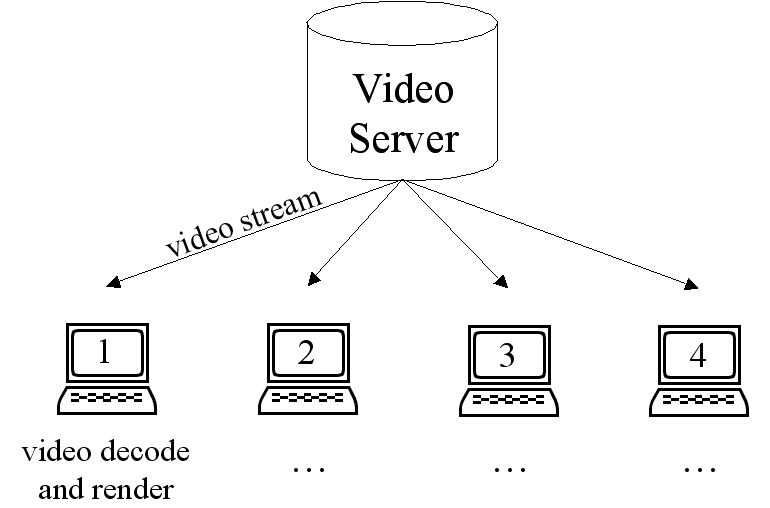 Video
Server
video stream
1
2
3
4
video decode
and render
...
...
...